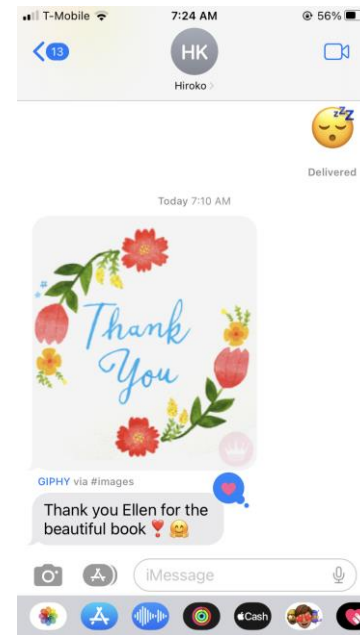 T-Mobile 7:24 AM 56%
13
HK
Hiroko
zzZ
Delivered
Today 7:10 AM
Thank
You
GIPHY via #images
Thank you Ellen for the
beautiful book
iMessage
Cash